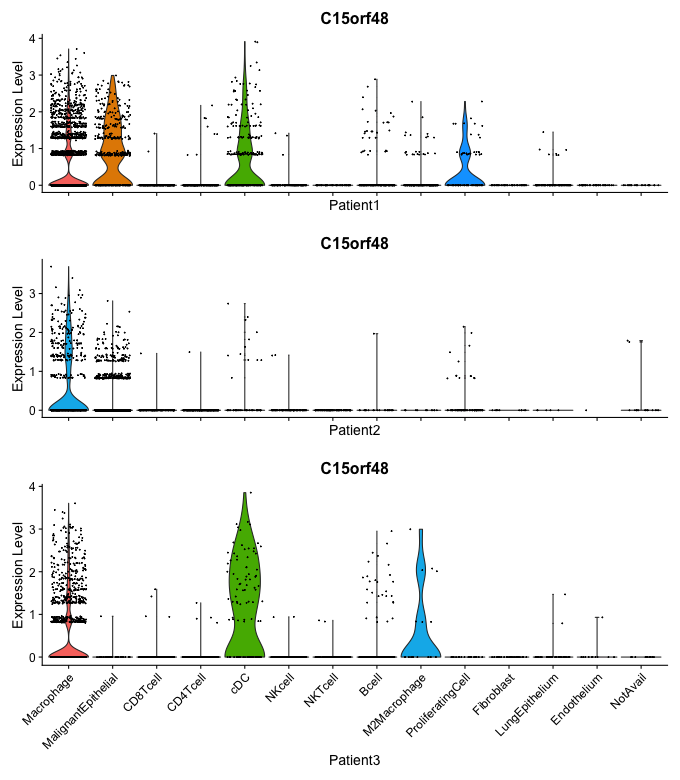 C15orf48
4
3
2
1
0
Expression Level
Patient1
C15orf48
3
2
1
0
Expression Level
Patient2
C15orf48
4
3
2
1
0
Expression Level
Macrophage
MalignantEpithelial
CD8Tcell
CD4Tcell
cDC
NKcell
NKTcell
Bcell
M2Macrophage
ProliferatingCell
Fibroblast
LungEpithelium
Endothelium
NotAvail
Patient3